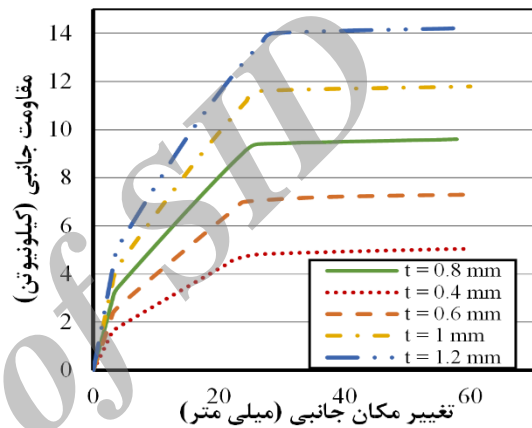 مقاومت جانبی (کیلونیوتن)
14
12
10
8
6
4
2
0
0 20 40 60
تغییر مکان جانبی (میلی متر)
t = 0.8 mm
t = 0.4 mm
t = 0.6 mm
t = 1 mm
t = 1.2 mm
of SID